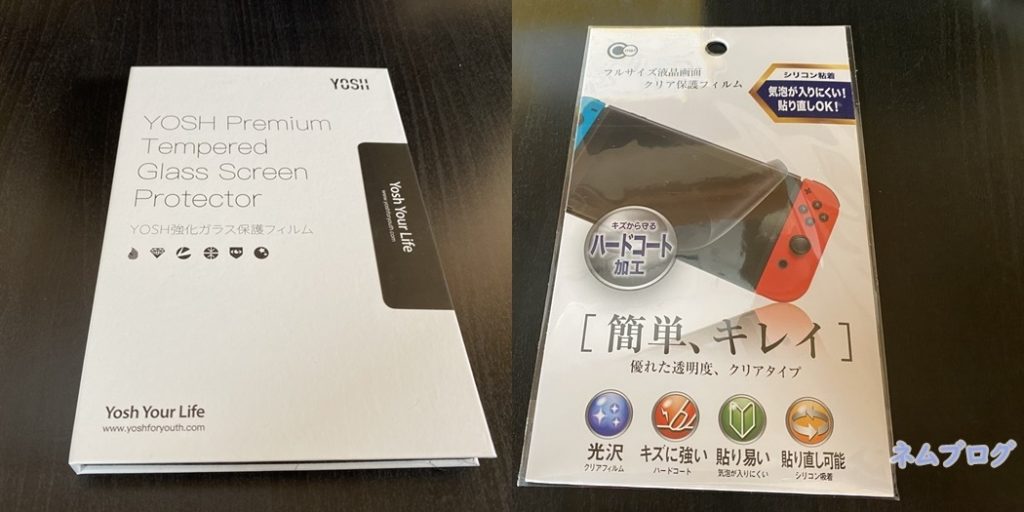 YOSH
YOSH Premium
Tempered
Glass Screen
Protector
YOSH強化ガラス保護フィルム
Yosh Your Life
www.yoshforyouth.com
Yosh Your Life
www.yoshforyouth.com
フルサイズ液晶画面
クリア保護フィルム
シリコン粘着
気泡が入りにくい!
貼り直しOK!
キズから守る
ハードコート
加工
[簡単、キレイ]
優れた透明度、クリアタイプ
光沢
クリアフィルム
キズに強い
ハードコート
貼り易い
気泡が入りにくい
貼り直し可能
シリコン吸着
ネムブログ